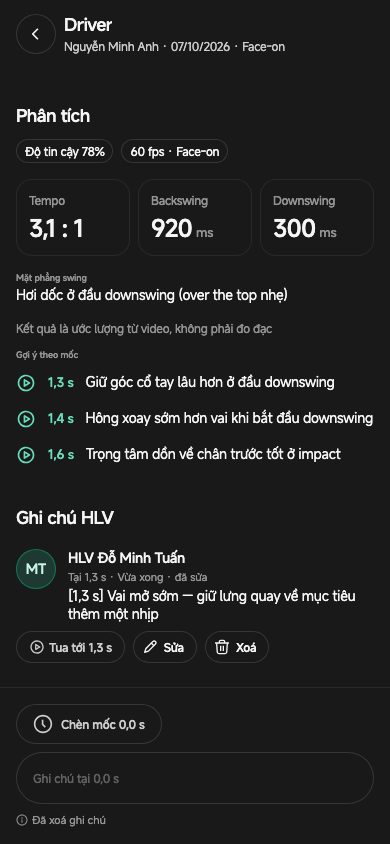 Driver
Nguyễn Minh Anh · 07/10/2026 · Face-on
Phân tích
Độ tin cậy 78%
60 fps · Face-on
Tempo
3,1 : 1
Backswing
920 ms
Downswing
300 ms
Mặt phẳng swing
Hơi dốc ở đầu downswing (over the top nhẹ)
Kết quả là ước lượng từ video, không phải đo đạc
Gợi ý theo mốc
1,3 s Giữ góc cổ tay lâu hơn ở đầu downswing
1,4 s Hông xoay sớm hơn vai khi bắt đầu downswing
1,6 s Trọng tâm dồn về chân trước tốt ở impact
Ghi chú HLV
MT
HLV Đỗ Minh Tuấn
Tại 1,3 s · Vừa xong · đã sửa
[1,3 s] Vai mở sớm — giữ lưng quay về mục tiêu
thêm một nhịp
Tua tới 1,3 s
Sửa
Xoá
Chèn mốc 0,0 s
Ghi chú tại 0,0 s
Đã xoá ghi chú